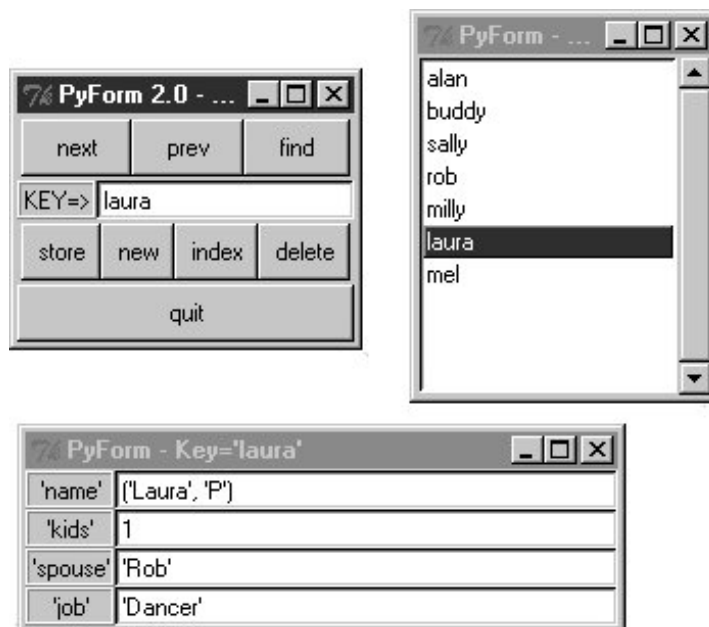 PyForm 2.0 - ...
next prev find
KEY=> laura
store new index delete
quit
PyForm - ...
alan
buddy
sally
rob
milly
laura
mel
PyForm - Key='laura'
'name' ('Laura', 'P')
'kids' 1
'spouse' 'Rob'
'job' 'Dancer'